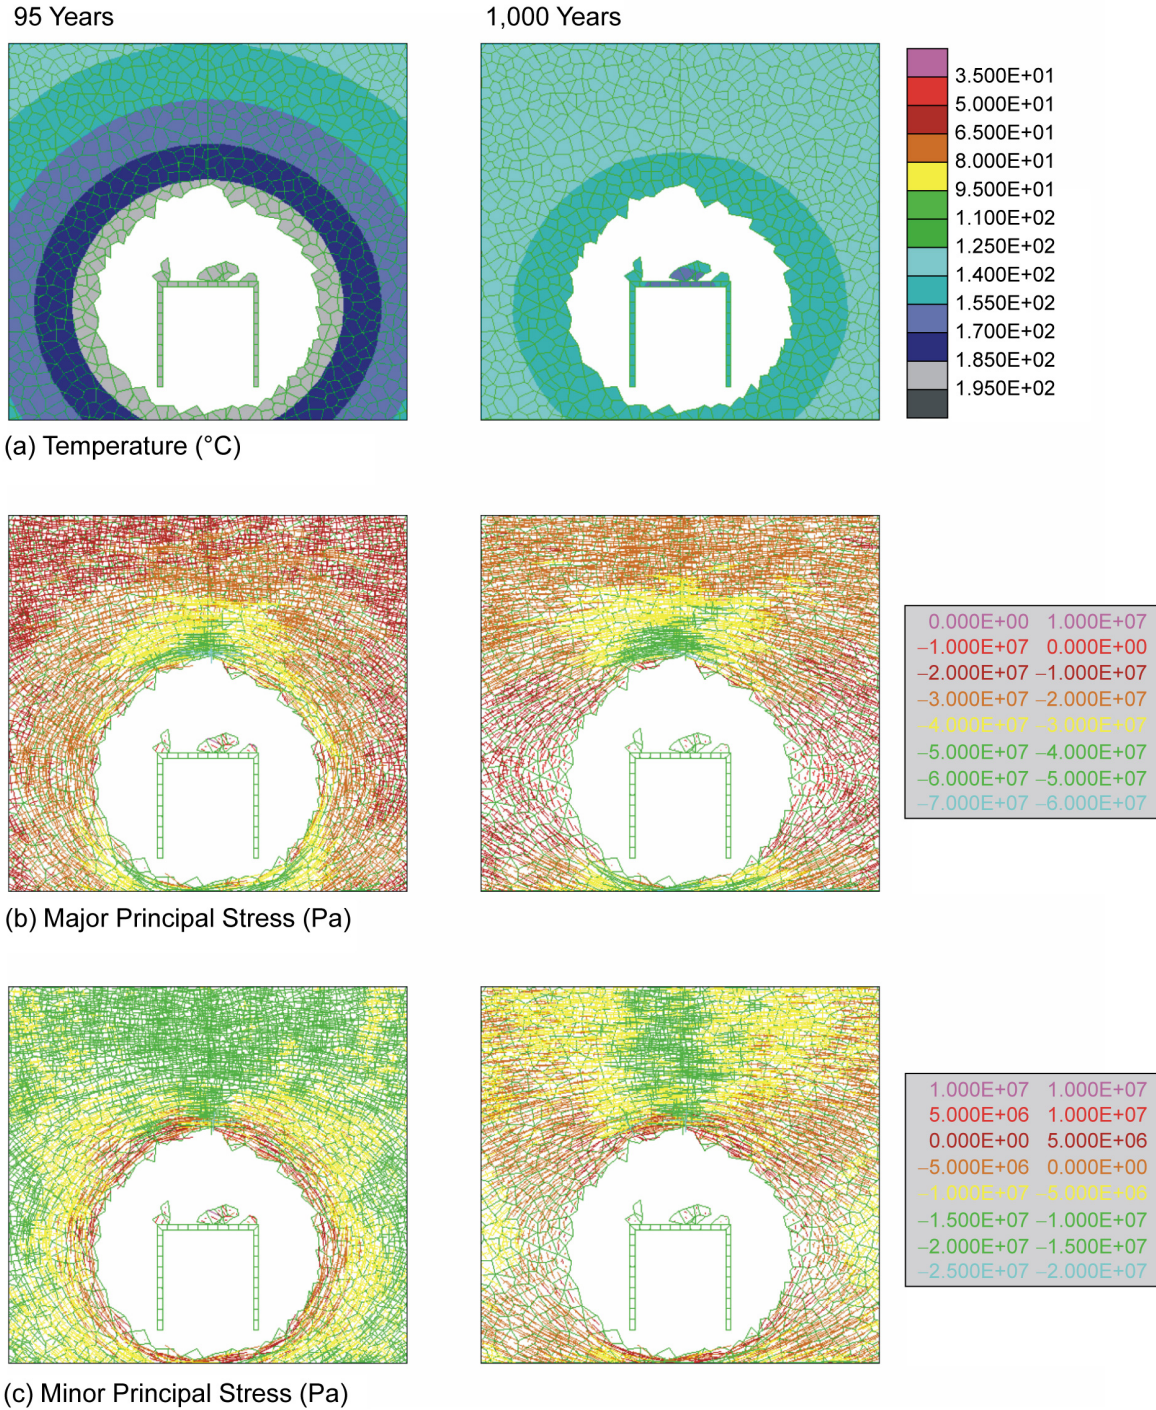 95 Years
1,000 Years
3.500E+01
5.000E+01
6.500E+01
8.000E+01
9.500E+01
1.100E+02
1.250E+02
1.400E+02
1.550E+02
1.700E+02
1.850E+02
1.950E+02
(a) Temperature (°C)
0.000E+00 1.000E+07
–1.000E+07 0.000E+00
–2.000E+07 –1.000E+07
–3.000E+07 –2.000E+07
–4.000E+07 –3.000E+07
–5.000E+07 –4.000E+07
–6.000E+07 –5.000E+07
–7.000E+07 –6.000E+07
(b) Major Principal Stress (Pa)
1.000E+07 1.000E+07
5.000E+06 1.000E+07
0.000E+00 5.000E+06
–5.000E+06 0.000E+00
–1.000E+07 –5.000E+06
–1.500E+07 –1.000E+07
–2.000E+07 –1.500E+07
–2.500E+07 –2.000E+07
(c) Minor Principal Stress (Pa)